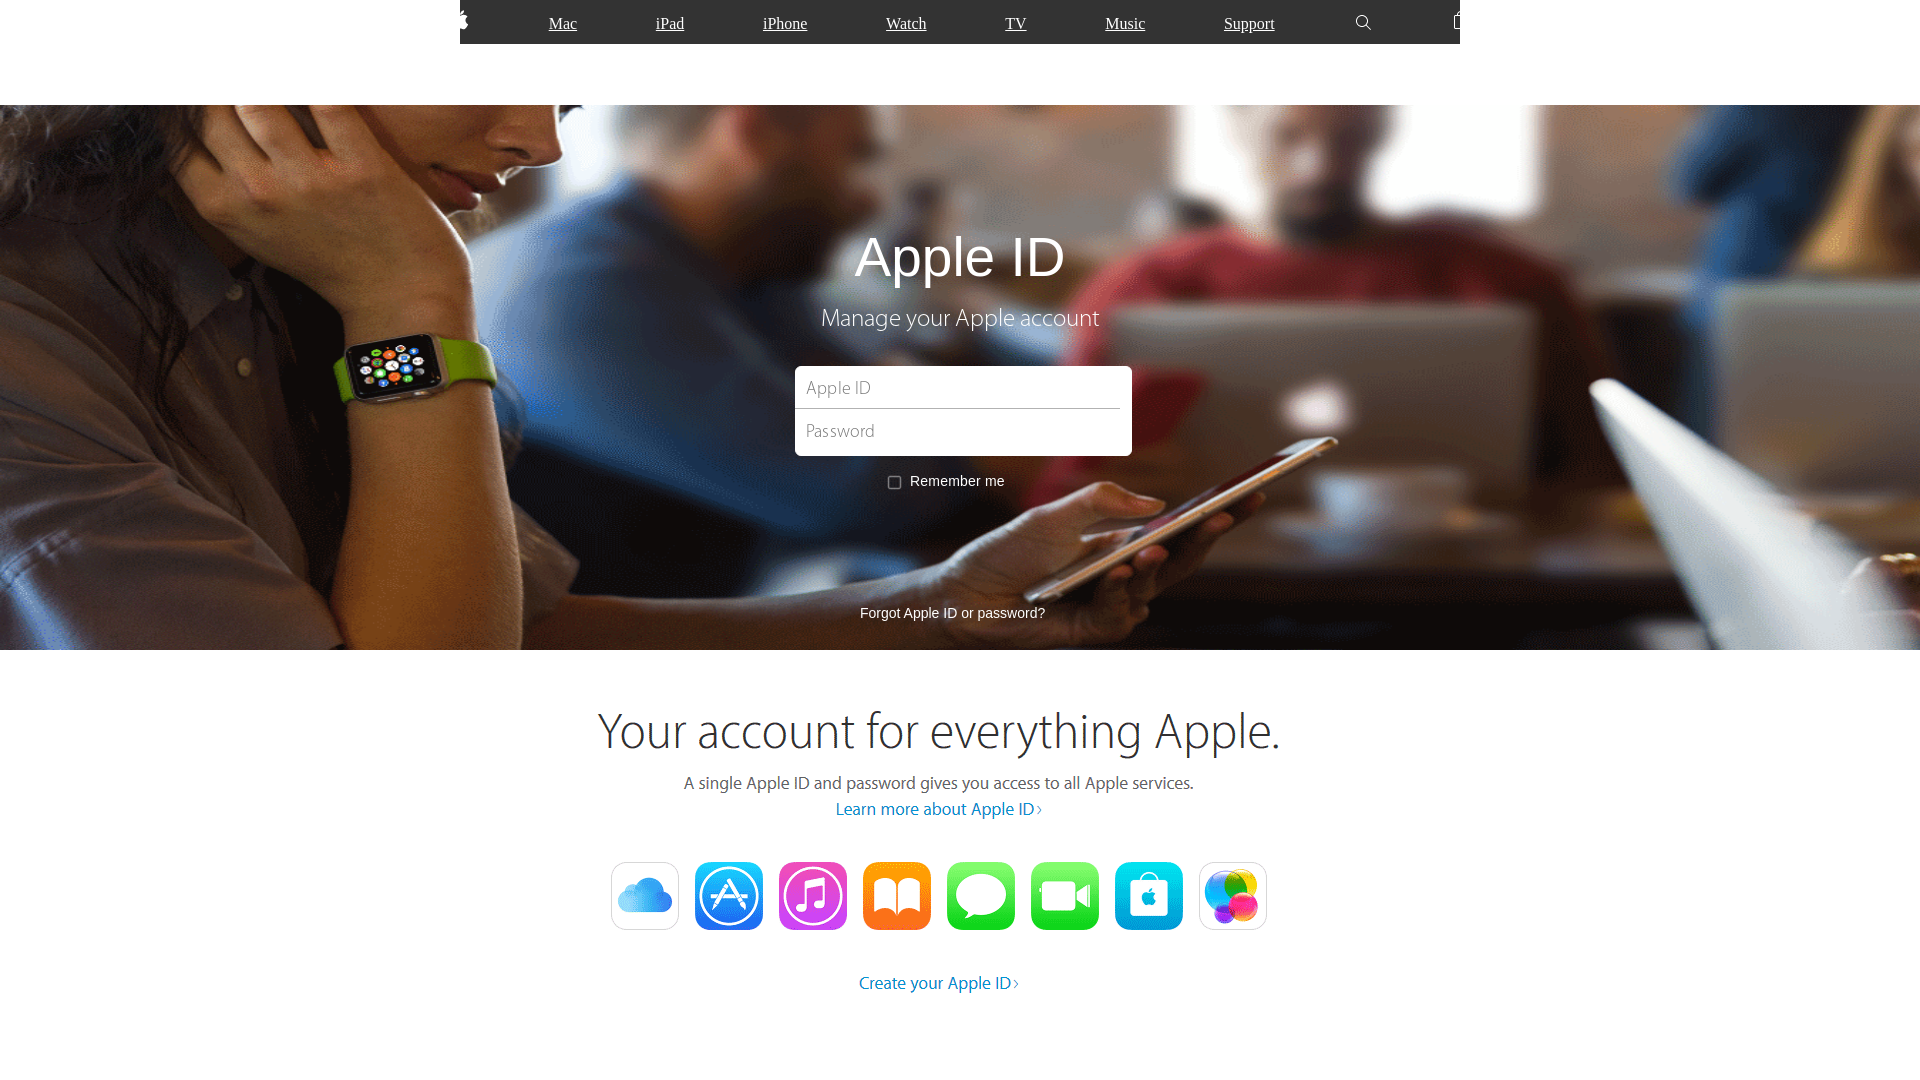 Mac iPad iPhone Watch TV Music Support
Apple ID
Manage your Apple account
Apple ID
Password
Remember me
Forgot Apple ID or password?
Your account for everything Apple.
A single Apple ID and password gives you access to all Apple services.
Learn more about Apple ID›
Create your Apple ID›